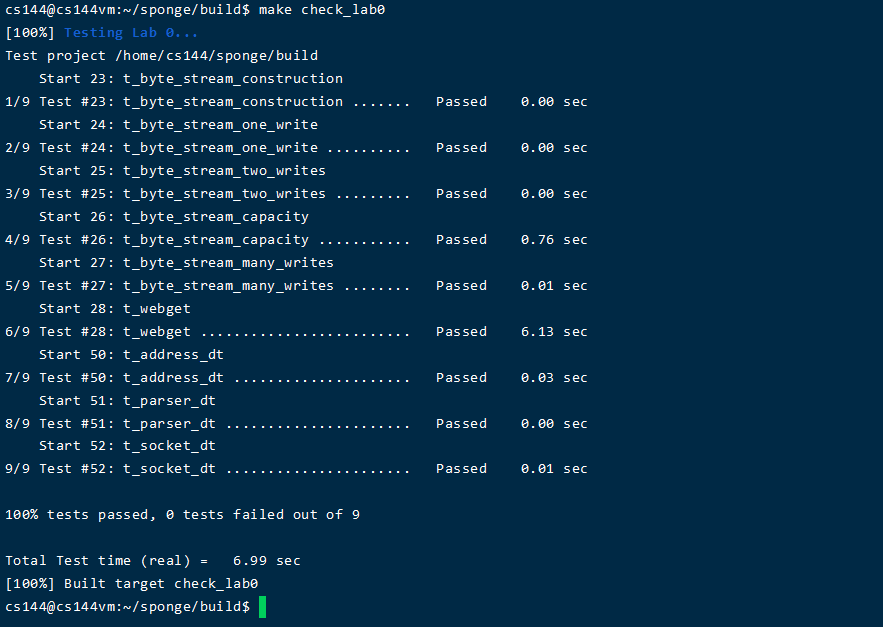 cs144@cs144vm:~/sponge/build$ make check_lab0
[100%] Testing Lab 0...
Test project /home/cs144/sponge/build
    Start 23: t_byte_stream_construction
1/9 Test #23: t_byte_stream_construction .......   Passed    0.00 sec
    Start 24: t_byte_stream_one_write
2/9 Test #24: t_byte_stream_one_write ..........   Passed    0.00 sec
    Start 25: t_byte_stream_two_writes
3/9 Test #25: t_byte_stream_two_writes .........   Passed    0.00 sec
    Start 26: t_byte_stream_capacity
4/9 Test #26: t_byte_stream_capacity ...........   Passed    0.76 sec
    Start 27: t_byte_stream_many_writes
5/9 Test #27: t_byte_stream_many_writes ........   Passed    0.01 sec
    Start 28: t_webget
6/9 Test #28: t_webget .........................   Passed    6.13 sec
    Start 50: t_address_dt
7/9 Test #50: t_address_dt .....................   Passed    0.03 sec
    Start 51: t_parser_dt
8/9 Test #51: t_parser_dt ......................   Passed    0.00 sec
    Start 52: t_socket_dt
9/9 Test #52: t_socket_dt ......................   Passed    0.01 sec

100% tests passed, 0 tests failed out of 9

Total Test time (real) =   6.99 sec
[100%] Built target check_lab0
cs144@cs144vm:~/sponge/build$